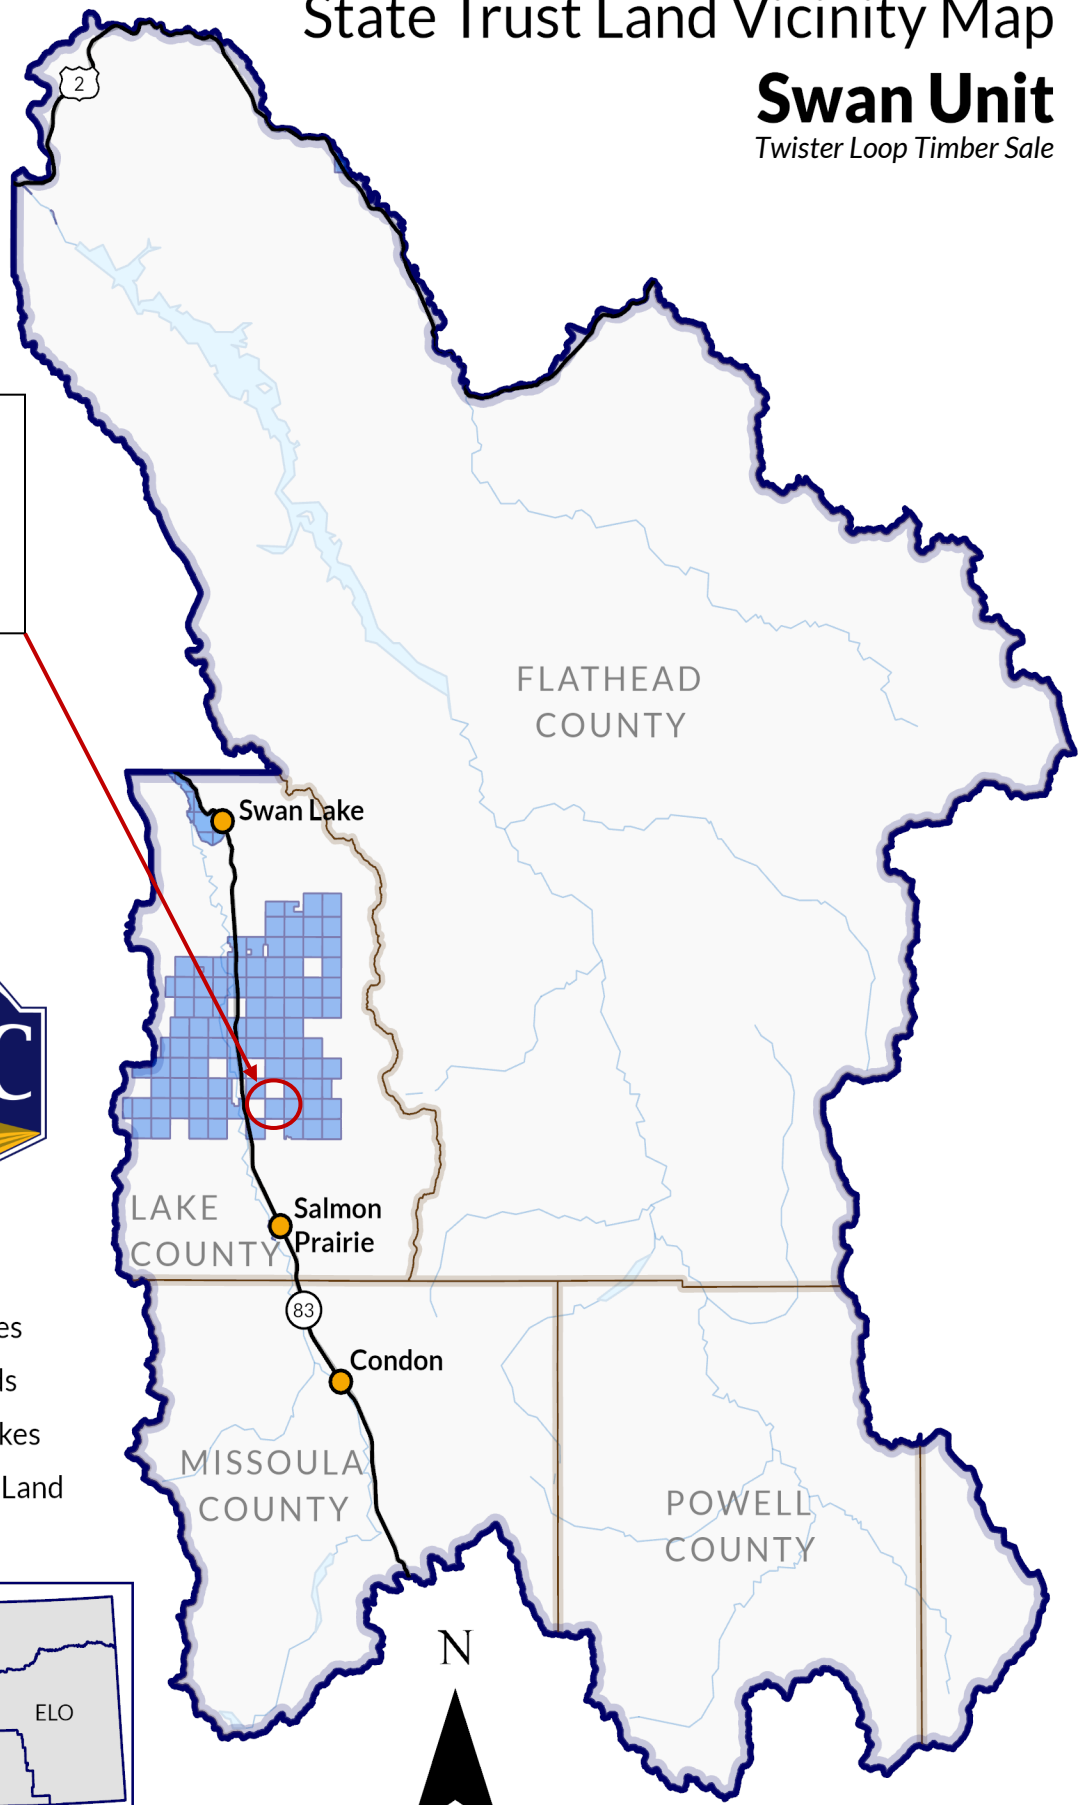 State Trust Land Vicinity Map
Swan Unit
Twister Loop Timber Sale
2
FLATHEAD
COUNTY
Swan Lake
C
LAKE
COUNTY
Salmon
Prairie
83
Condon
es
ls
kes
Land
MISSOULA
COUNTY
POWELL
COUNTY
N
ELO